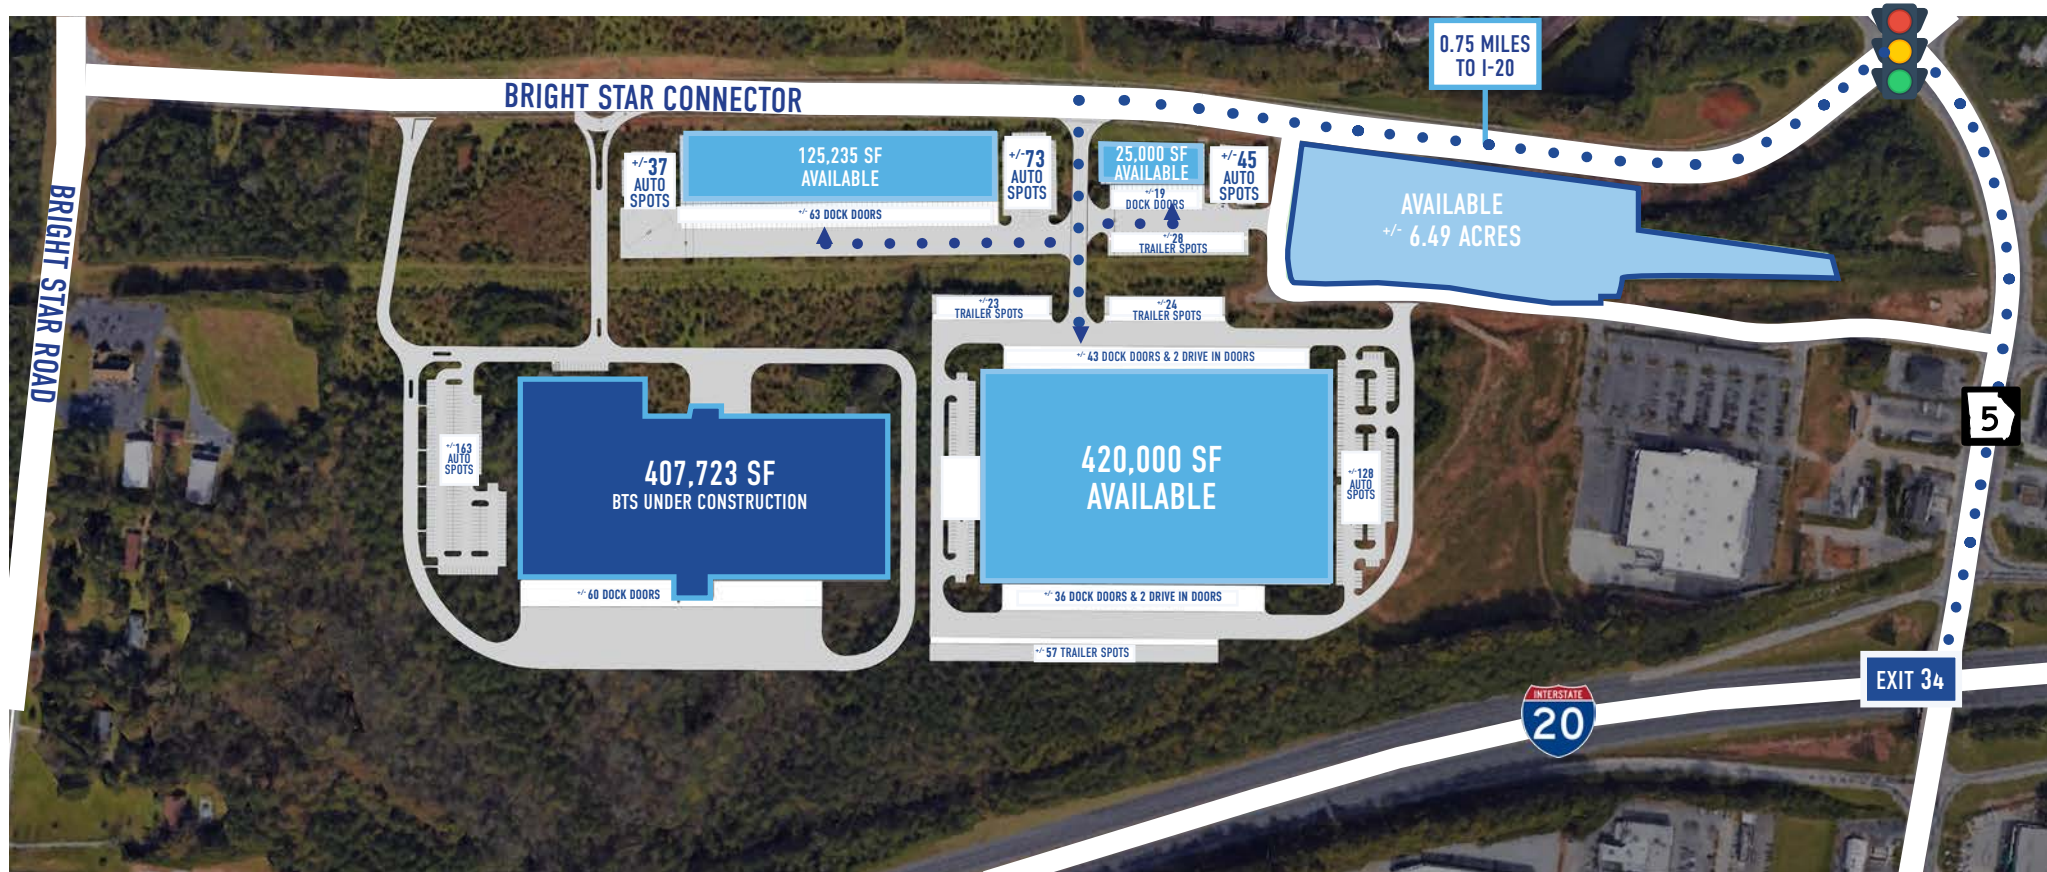 0.75 MILES
TO I-20
BRIGHT STAR CONNECTOR
BRIGHT STAR ROAD
+/-37
AUTO
SPOTS
125,235 SF
AVAILABLE
+/- 63 DOCK DOORS
+/-73
AUTO
SPOTS
25,000 SF
AVAILABLE
+/-19
DOCK DOORS
+/-45
AUTO
SPOTS
+/-28
TRAILER SPOTS
AVAILABLE
+/- 6.49 ACRES
+/-23
TRAILER SPOTS
+/-24
TRAILER SPOTS
+/- 43 DOCK DOORS & 2 DRIVE IN DOORS
+/-163
AUTO
SPOTS
407,723 SF
BTS UNDER CONSTRUCTION
+/- 60 DOCK DOORS
420,000 SF
AVAILABLE
+/-128
AUTO
SPOTS
+/- 36 DOCK DOORS & 2 DRIVE IN DOORS
+/- 57 TRAILER SPOTS
5
EXIT 34
INTERSTATE
20